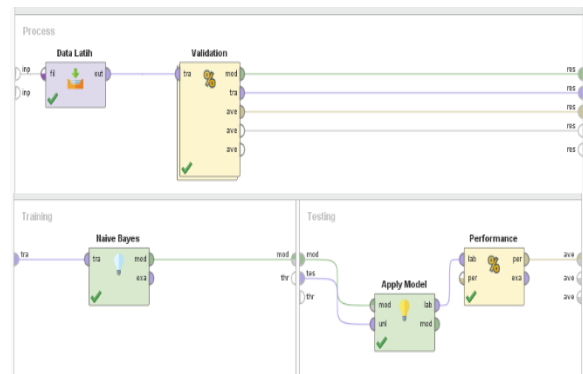 Process
Data Latih
Validation
inp
fil
out
tra
mod
res
inp
tra
res
ave
res
ave
res
ave
res
Training
Testing
Naive Bayes
Performance
tra
tra
mod
mod
mod
lab
per
ave
exa
thr
tes
per
exa
ave
thr
Apply Model
ave
mod
lab
unl
mod